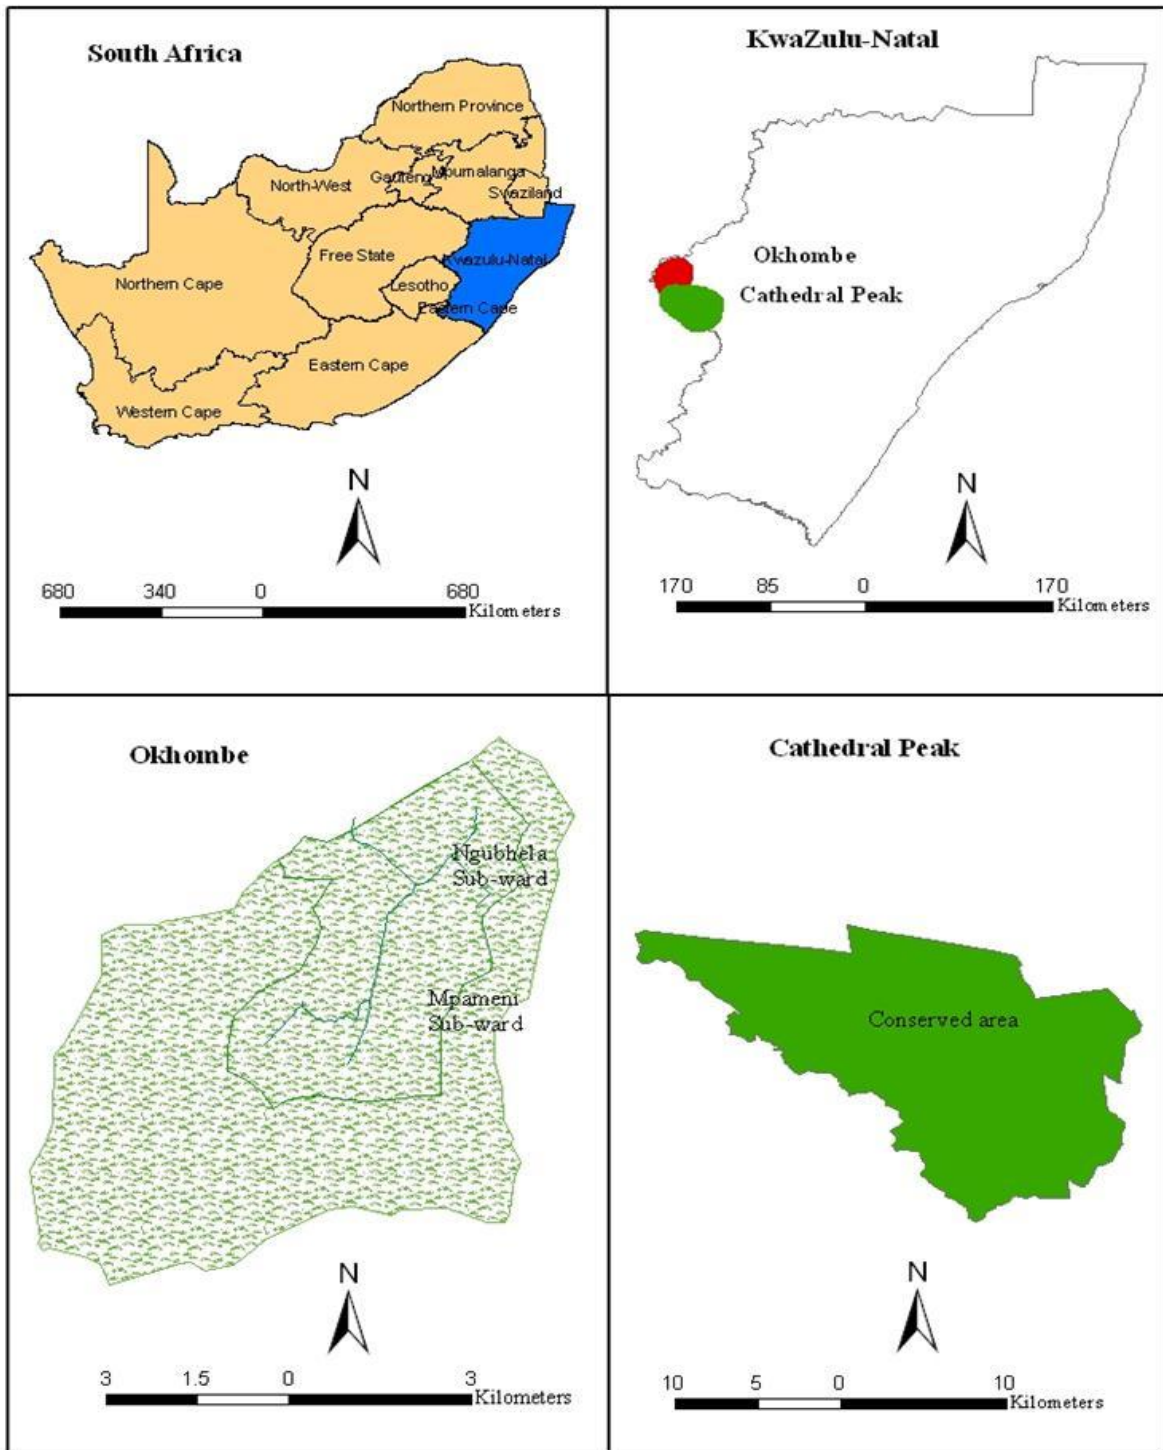 South Africa
Northern Province
Mpumalanga
Gauteng
North-West
Swaziland
Free State
Kwazulu-Natal
Northern Cape
Lesotho
Eastern Cape
Eastern Cape
Western Cape
N
680 340 0 680
Kilometers
KwaZulu-Natal
Okhombe
Cathedral Peak
N
170 85 0 170
Kilometers
Okhombe
Ngubhela
Sub-ward
Mpameni
Sub-ward
N
3 1.5 0 3
Kilometers
Cathedral Peak
Conserved area
N
10 5 0 10
Kilometers